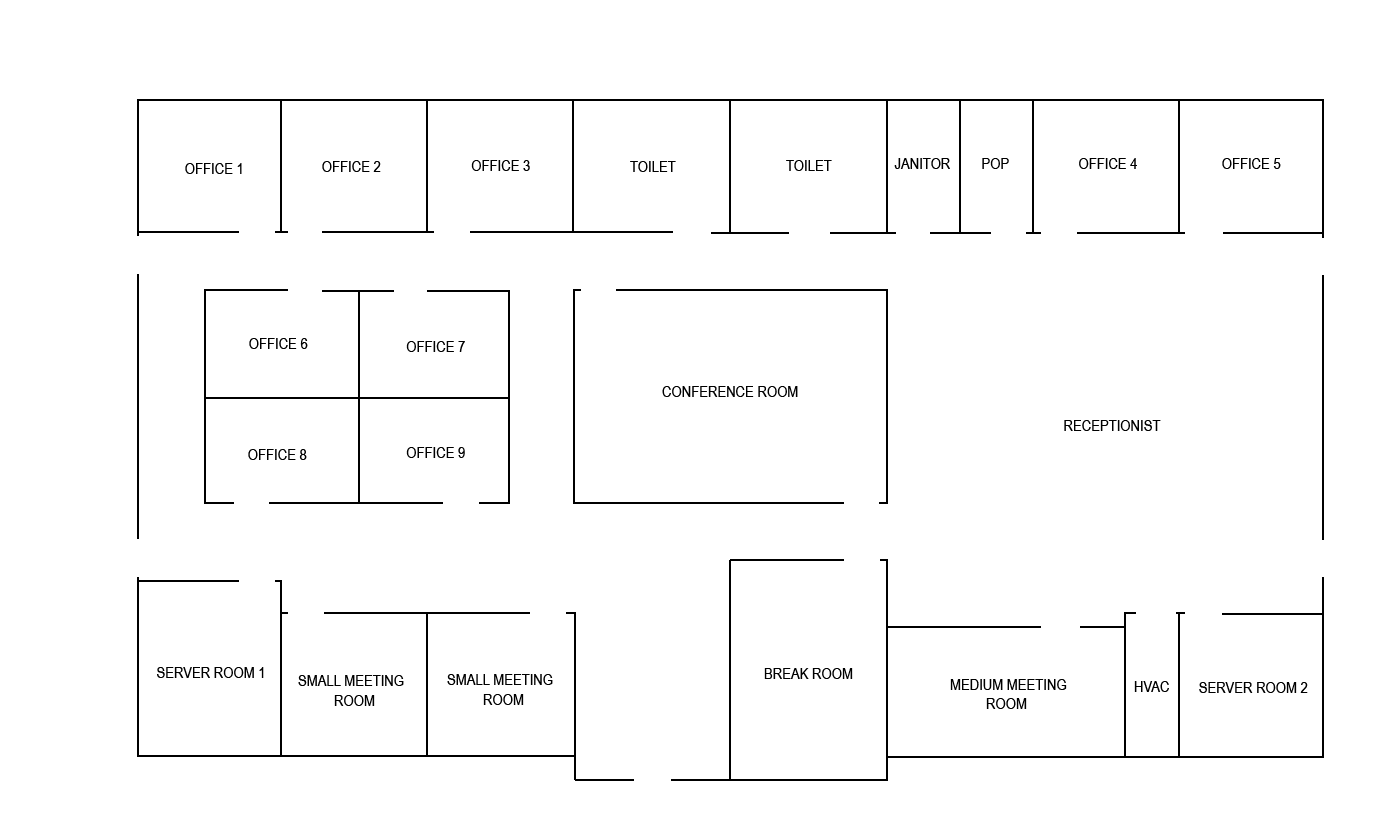 OFFICE 1
OFFICE 2
OFFICE 3
TOILET
TOILET
JANITOR
POP
OFFICE 4
OFFICE 5
OFFICE 6
OFFICE 7
CONFERENCE ROOM
RECEPTIONIST
OFFICE 8
OFFICE 9
SERVER ROOM 1
SMALL MEETING
ROOM
SMALL MEETING
ROOM
BREAK ROOM
MEDIUM MEETING
ROOM
HVAC
SERVER ROOM 2